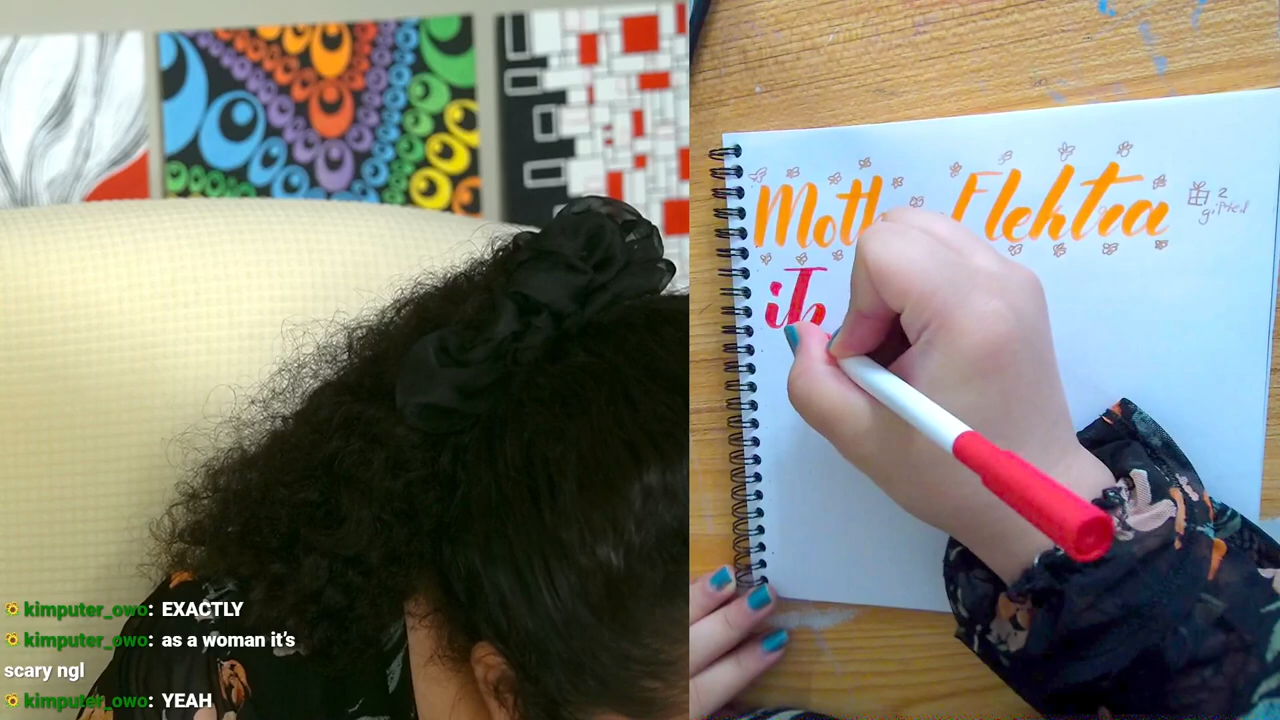 kimputer_owo: EXACTLY
kimputer_owo: as a woman it's
scary ngl
kimputer_owo: YEAH
Elektra
2
gifted